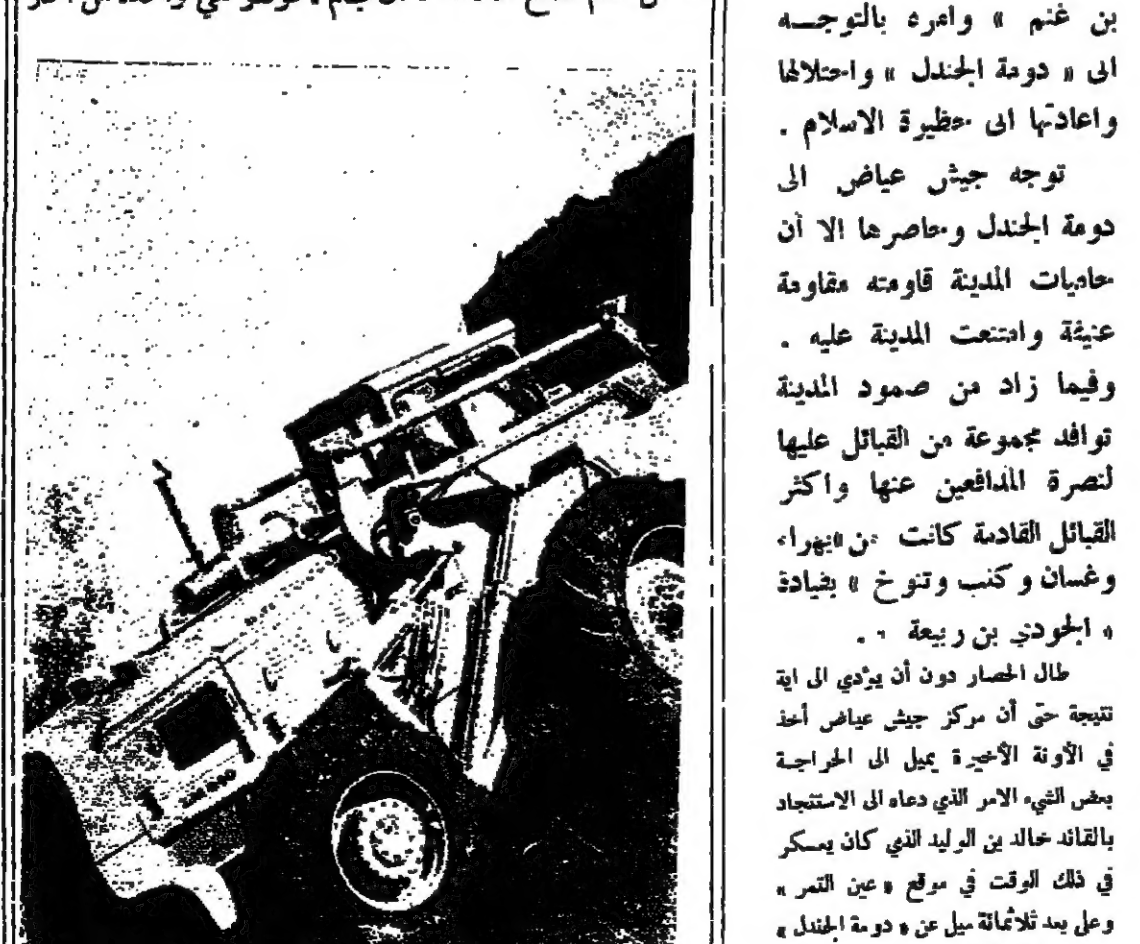 بن غنم » وامره بالتوجـــه
الى « دومة الجندل » واحتلالها
واعادتها الى حظيرة الاسلام .
توجه جيش عياض الى
دومة الجندل وحاصرها الا أن
حاميات المدينة قاومته مقاومة
عنيفة وامتنعت المدينة عليه .
وفيما زاد من صمود المدينة
توافد مجموعة من القبائل عليها
لنصرة المدافعين عنها واكثر
القبائل القادمة كانت من «بهراء
وغسان وكلب وتنوخ » بقيادة
« الجودي بن ربيعة » .
طال الحصار دون أن يؤدي الى اية
نتيجة حتى أن مركز جيش عياض أخذ
في الآونة الأخيرة يميل الى الحراجـة
بعض الشيء الامر الذي دعاه الى الاستنجاد
بالقائد خالد بن الوليد الذي كان يعسكر
في ذلك الوقت في موقع « عين التمر »
وعلى بعد ثلاثمائة ميل عن « دومة الجندل »